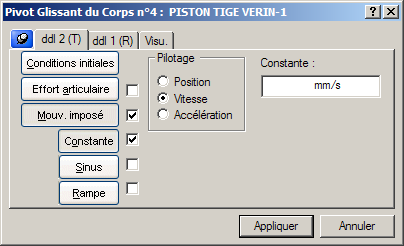 Pivot Glissant du Corps n°4 : PISTON TIGE VERIN-1
ddl 2 (T)
ddl 1 (R)
Visu.
Conditions initiales
Effort articulaire
Mouv. imposé
Constante
Sinus
Rampe
Pilotage
Position
Vitesse
Accélération
Constante :
mm/s
Appliquer
Annuler